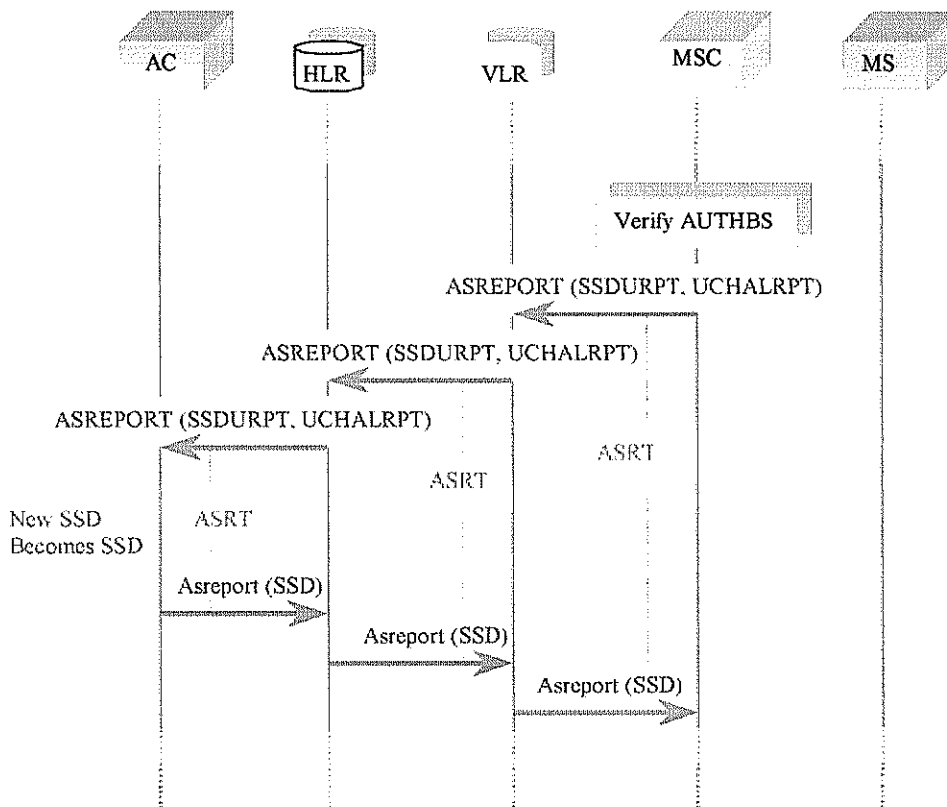 AC
HLR
VLR
MSC
MS
Verify AUTHBS
ASREPORT (SSDURPT, UCHALRPT)
ASREPORT (SSDURPT, UCHALRPT)
ASREPORT (SSDURPT, UCHALRPT)
ASRT
ASRT
New SSD
Becomes SSD
ASRT
Asreport (SSD)
Asreport (SSD)
Asreport (SSD)